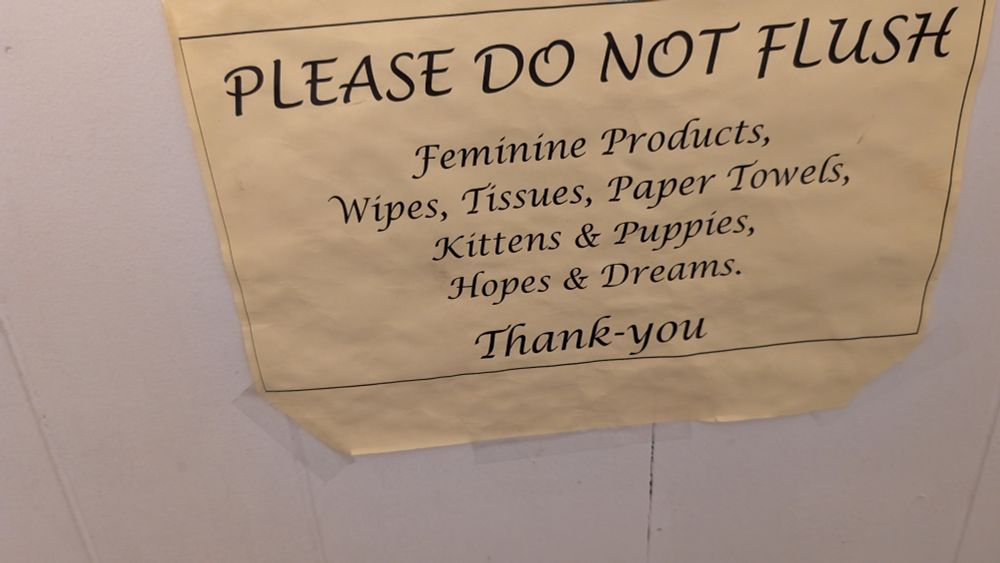 PLEASE DO NOT FLUSH
Feminine Products,
Wipes, Tissues, Paper Towels,
Kittens & Puppies,
Hopes & Dreams.
Thank-you